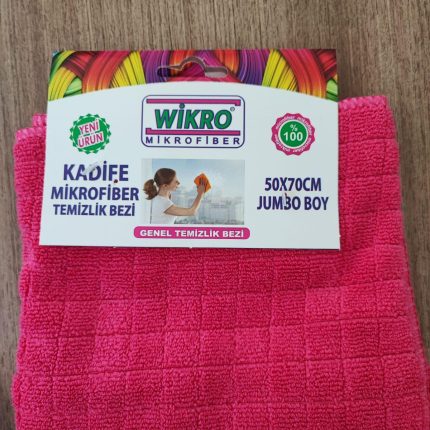 WİKRO®
MİKROFİBER
YENİ
ÜRÜN
% 100
KADİFE
MİKROFİBER
TEMİZLİK BEZİ
50X70CM
JUMBO BOY
GENEL TEMİZLİK BEZİ